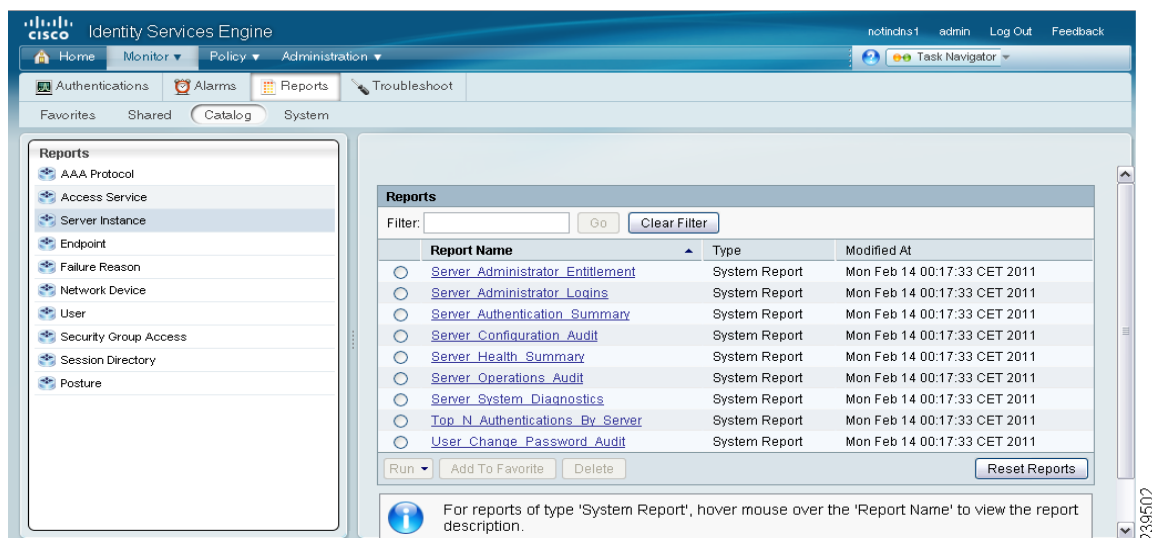 cisco Identity Services Engine notindns1 admin Log Out Feedback
Home Monitor Policy Administration Task Navigator
Authentications Alarms Reports Troubleshoot
Favorites Shared Catalog System
Reports
AAA Protocol
Access Service
Server Instance
Endpoint
Failure Reason
Network Device
User
Security Group Access
Session Directory
Posture
Reports
Filter: Go Clear Filter
Report Name Type Modified At
Server_Administrator_Entitlement System Report Mon Feb 14 00:17:33 CET 2011
Server_Administrator_Logins System Report Mon Feb 14 00:17:33 CET 2011
Server_Authentication_Summary System Report Mon Feb 14 00:17:33 CET 2011
Server_Configuration_Audit System Report Mon Feb 14 00:17:33 CET 2011
Server_Health_Summary System Report Mon Feb 14 00:17:33 CET 2011
Server_Operations_Audit System Report Mon Feb 14 00:17:33 CET 2011
Server_System_Diagnostics System Report Mon Feb 14 00:17:33 CET 2011
Top_N_Authentications_By_Server System Report Mon Feb 14 00:17:33 CET 2011
User_Change_Password_Audit System Report Mon Feb 14 00:17:33 CET 2011
Run Add To Favorite Delete Reset Reports
For reports of type 'System Report', hover mouse over the 'Report Name' to view the report
description.
239502